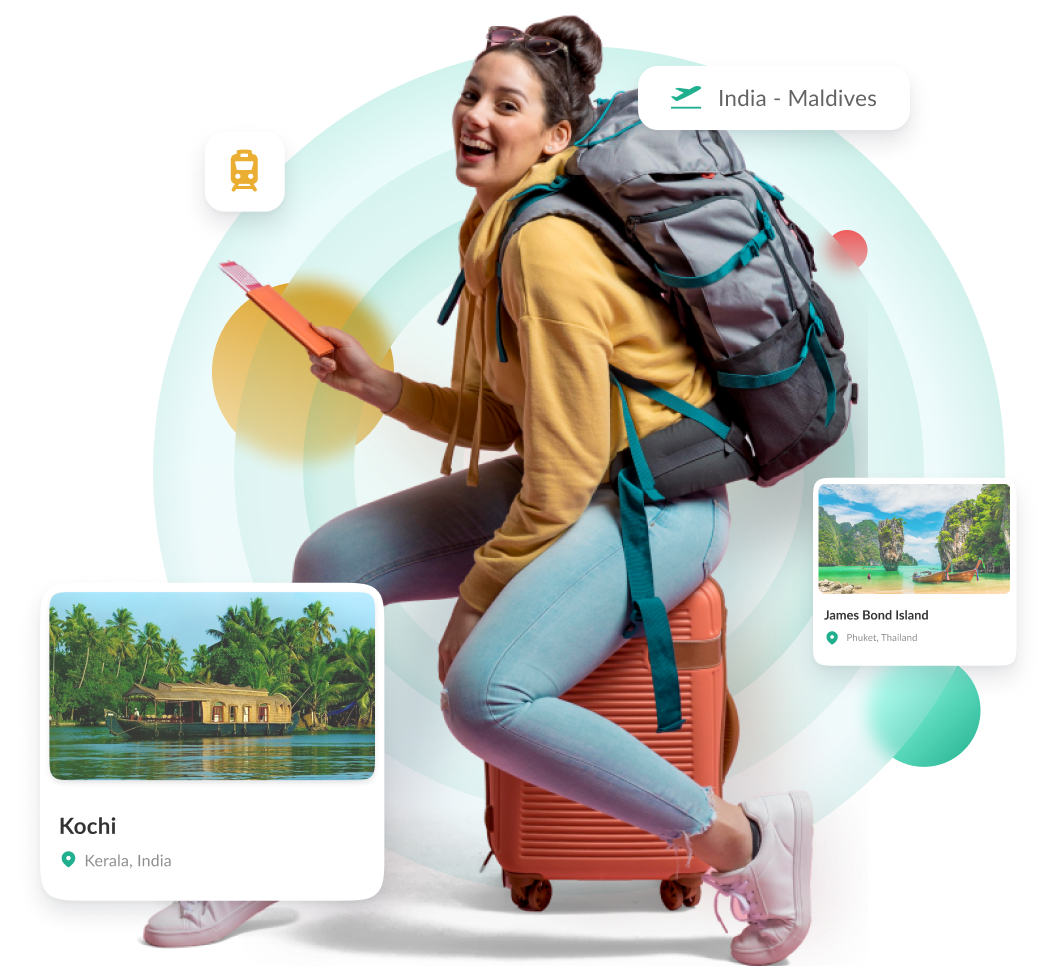 India - Maldives
James Bond Island
Phuket, Thailand
Kochi
Kerala, India